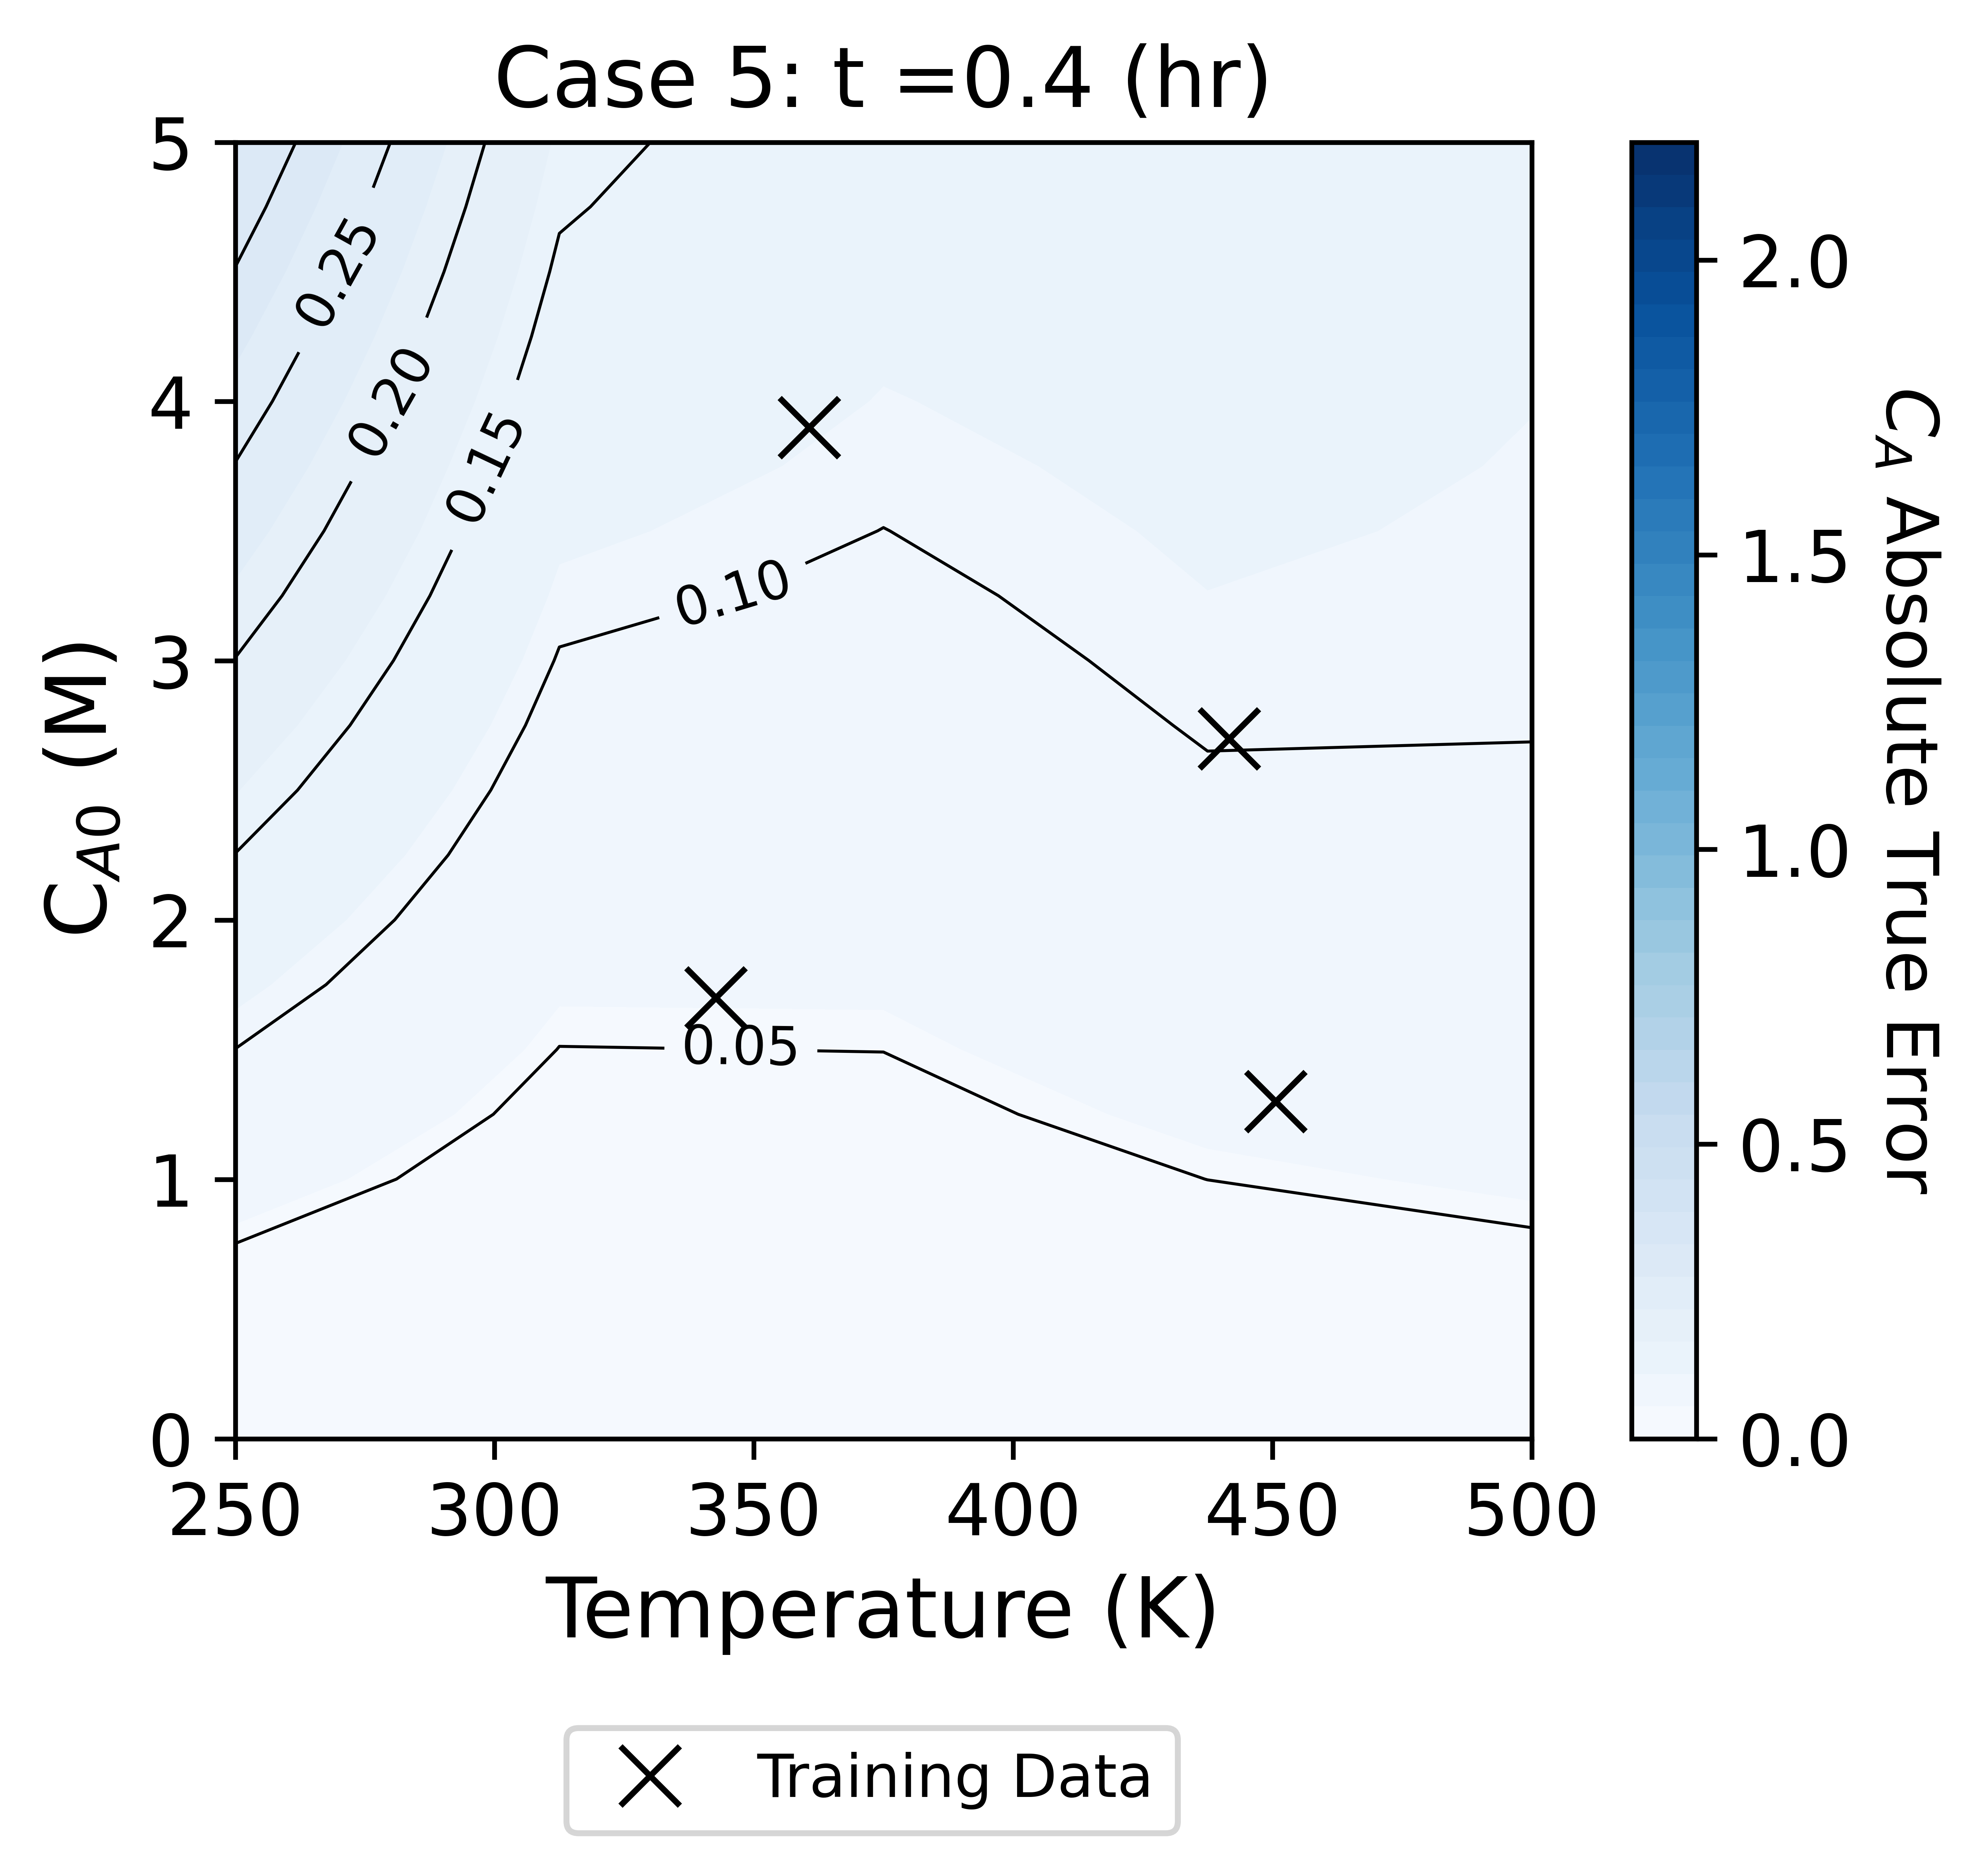 Case 5: t =0.4 (hr)
5
4
3
2
1
0
C_A0 (M)
0.25
0.20
0.15
0.10
0.05
250 300 350 400 450 500
Temperature (K)
2.0
1.5
1.0
0.5
0.0
C_A Absolute True Error
Training Data